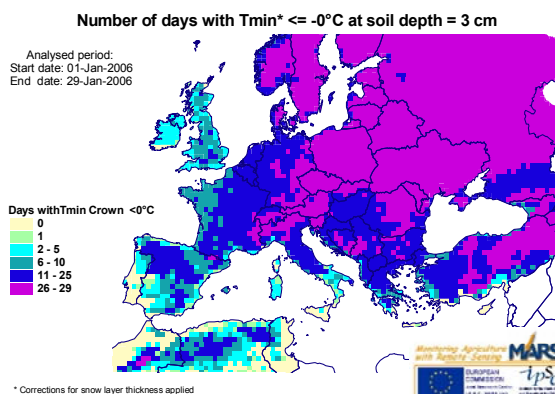 Number of days with Tmin* <= -0°C at soil depth = 3 cm
Analysed period:
Start date: 01-Jan-2006
End date: 29-Jan-2006
Days withTmin Crown <0°C
0
1
2 - 5
6 - 10
11 - 25
26 - 29
Monitoring Agriculture
with Remote Sensing
MARS
EUROPEAN
COMMISSION
* Corrections for snow layer thickness applied